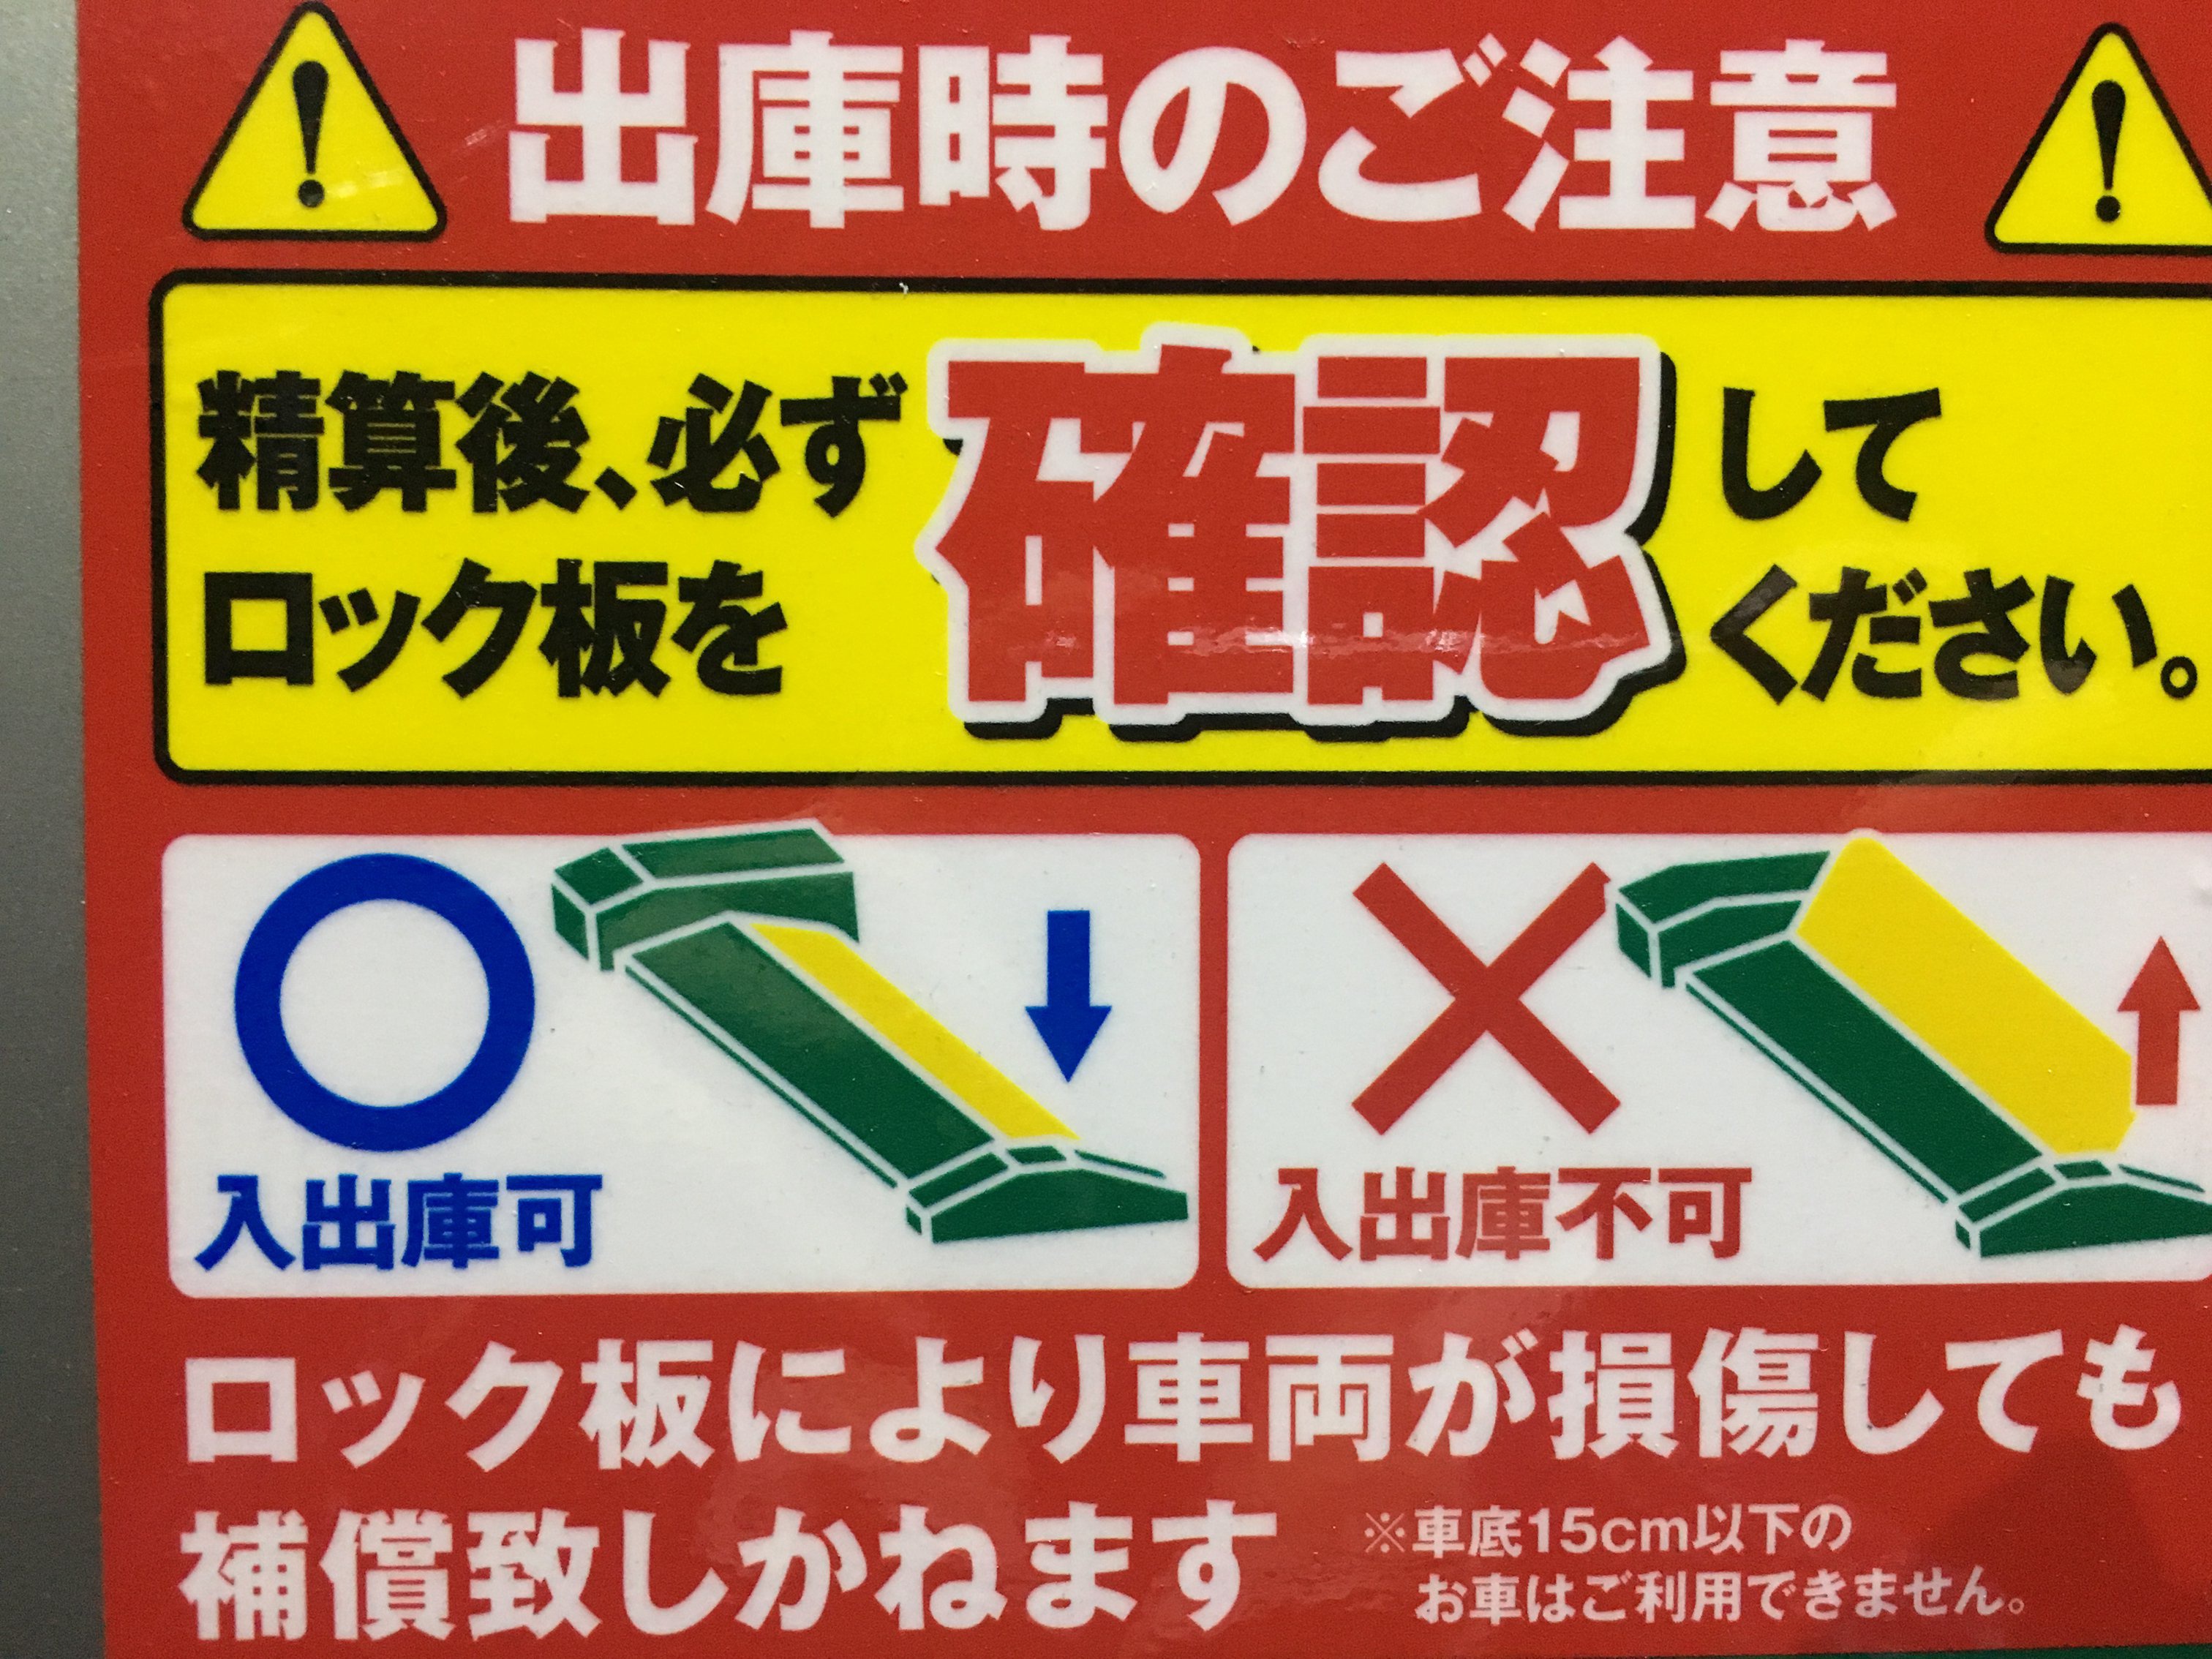 出庫時のご注意
精算後、必ず
ロック板を
確認
して
ください。
入出庫可
入出庫不可
ロック板により車両が損傷しても
補償致しかねます
※車底15cm以下の
お車はご利用できません。